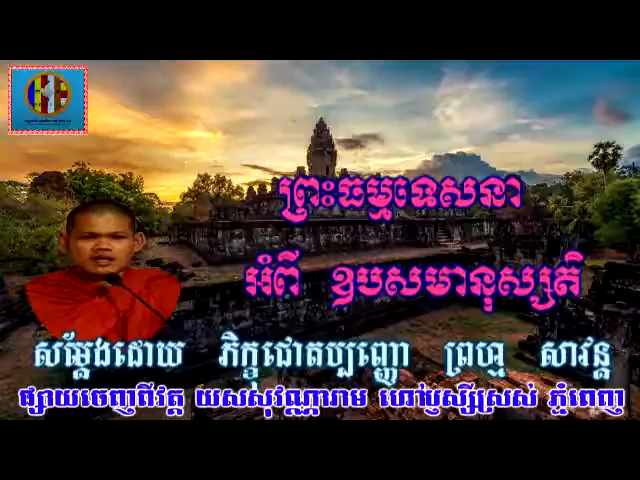 ព្រះធម្មទេសនា
អំពី ឧបសមានុស្សតិ
សម្តែងដោយ ភិក្ខុជោតប្បញ្ញោ ព្រហ្ម សាវន្ត
ផ្សាយចេញពីវត្ត យសសុវណ្ណារាម ហៅឫស្សីស្រស់ ភ្នំពេញ